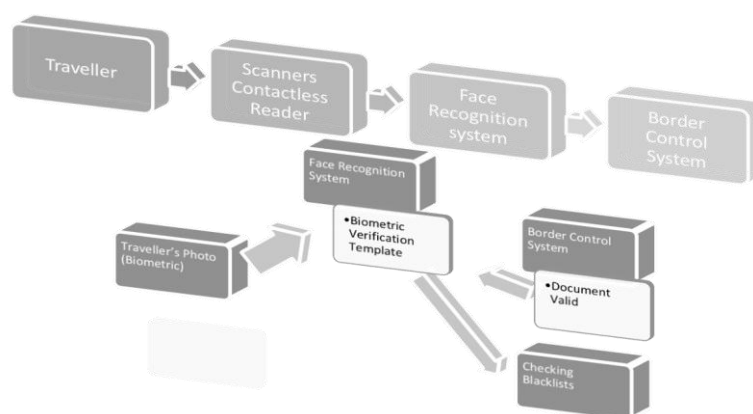 Traveller
Scanners
Contactless
Reader
Face
Recognition
system
Border
Control
System
Face Recognition
System
•Biometric
Verification
Template
Traveller's Photo
(Biometric)
Border Control
System
•Document
Valid
Checking
Blacklists